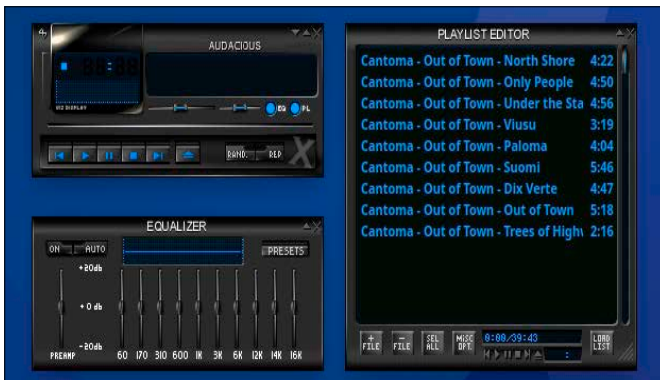 AUDACIOUS
VIZ DISPLAY
EQ PL
RAND. REP
EQUALIZER
ON AUTO PRESETS
+20db
+0 db
-20db
PREAMP 60 170 310 600 1K 3K 6K 12K 14K 16K
PLAYLIST EDITOR
Cantoma - Out of Town - North Shore 4:22
Cantoma - Out of Town - Only People 4:50
Cantoma - Out of Town - Under the Sta 4:56
Cantoma - Out of Town - Viusu 3:19
Cantoma - Out of Town - Paloma 4:04
Cantoma - Out of Town - Suomi 5:46
Cantoma - Out of Town - Dix Verte 4:47
Cantoma - Out of Town - Out of Town 5:18
Cantoma - Out of Town - Trees of High 2:16
+ FILE
- FILE
SEL ALL
MISC OPT.
0:00/39:43
:
LOAD LIST